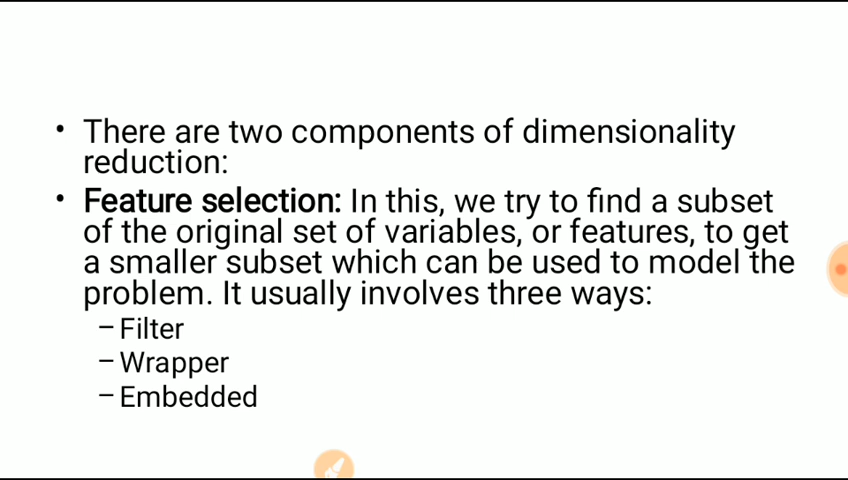 • There are two components of dimensionality
reduction:
• Feature selection: In this, we try to find a subset
of the original set of variables, or features, to get
a smaller subset which can be used to model the
problem. It usually involves three ways:
– Filter
– Wrapper
– Embedded